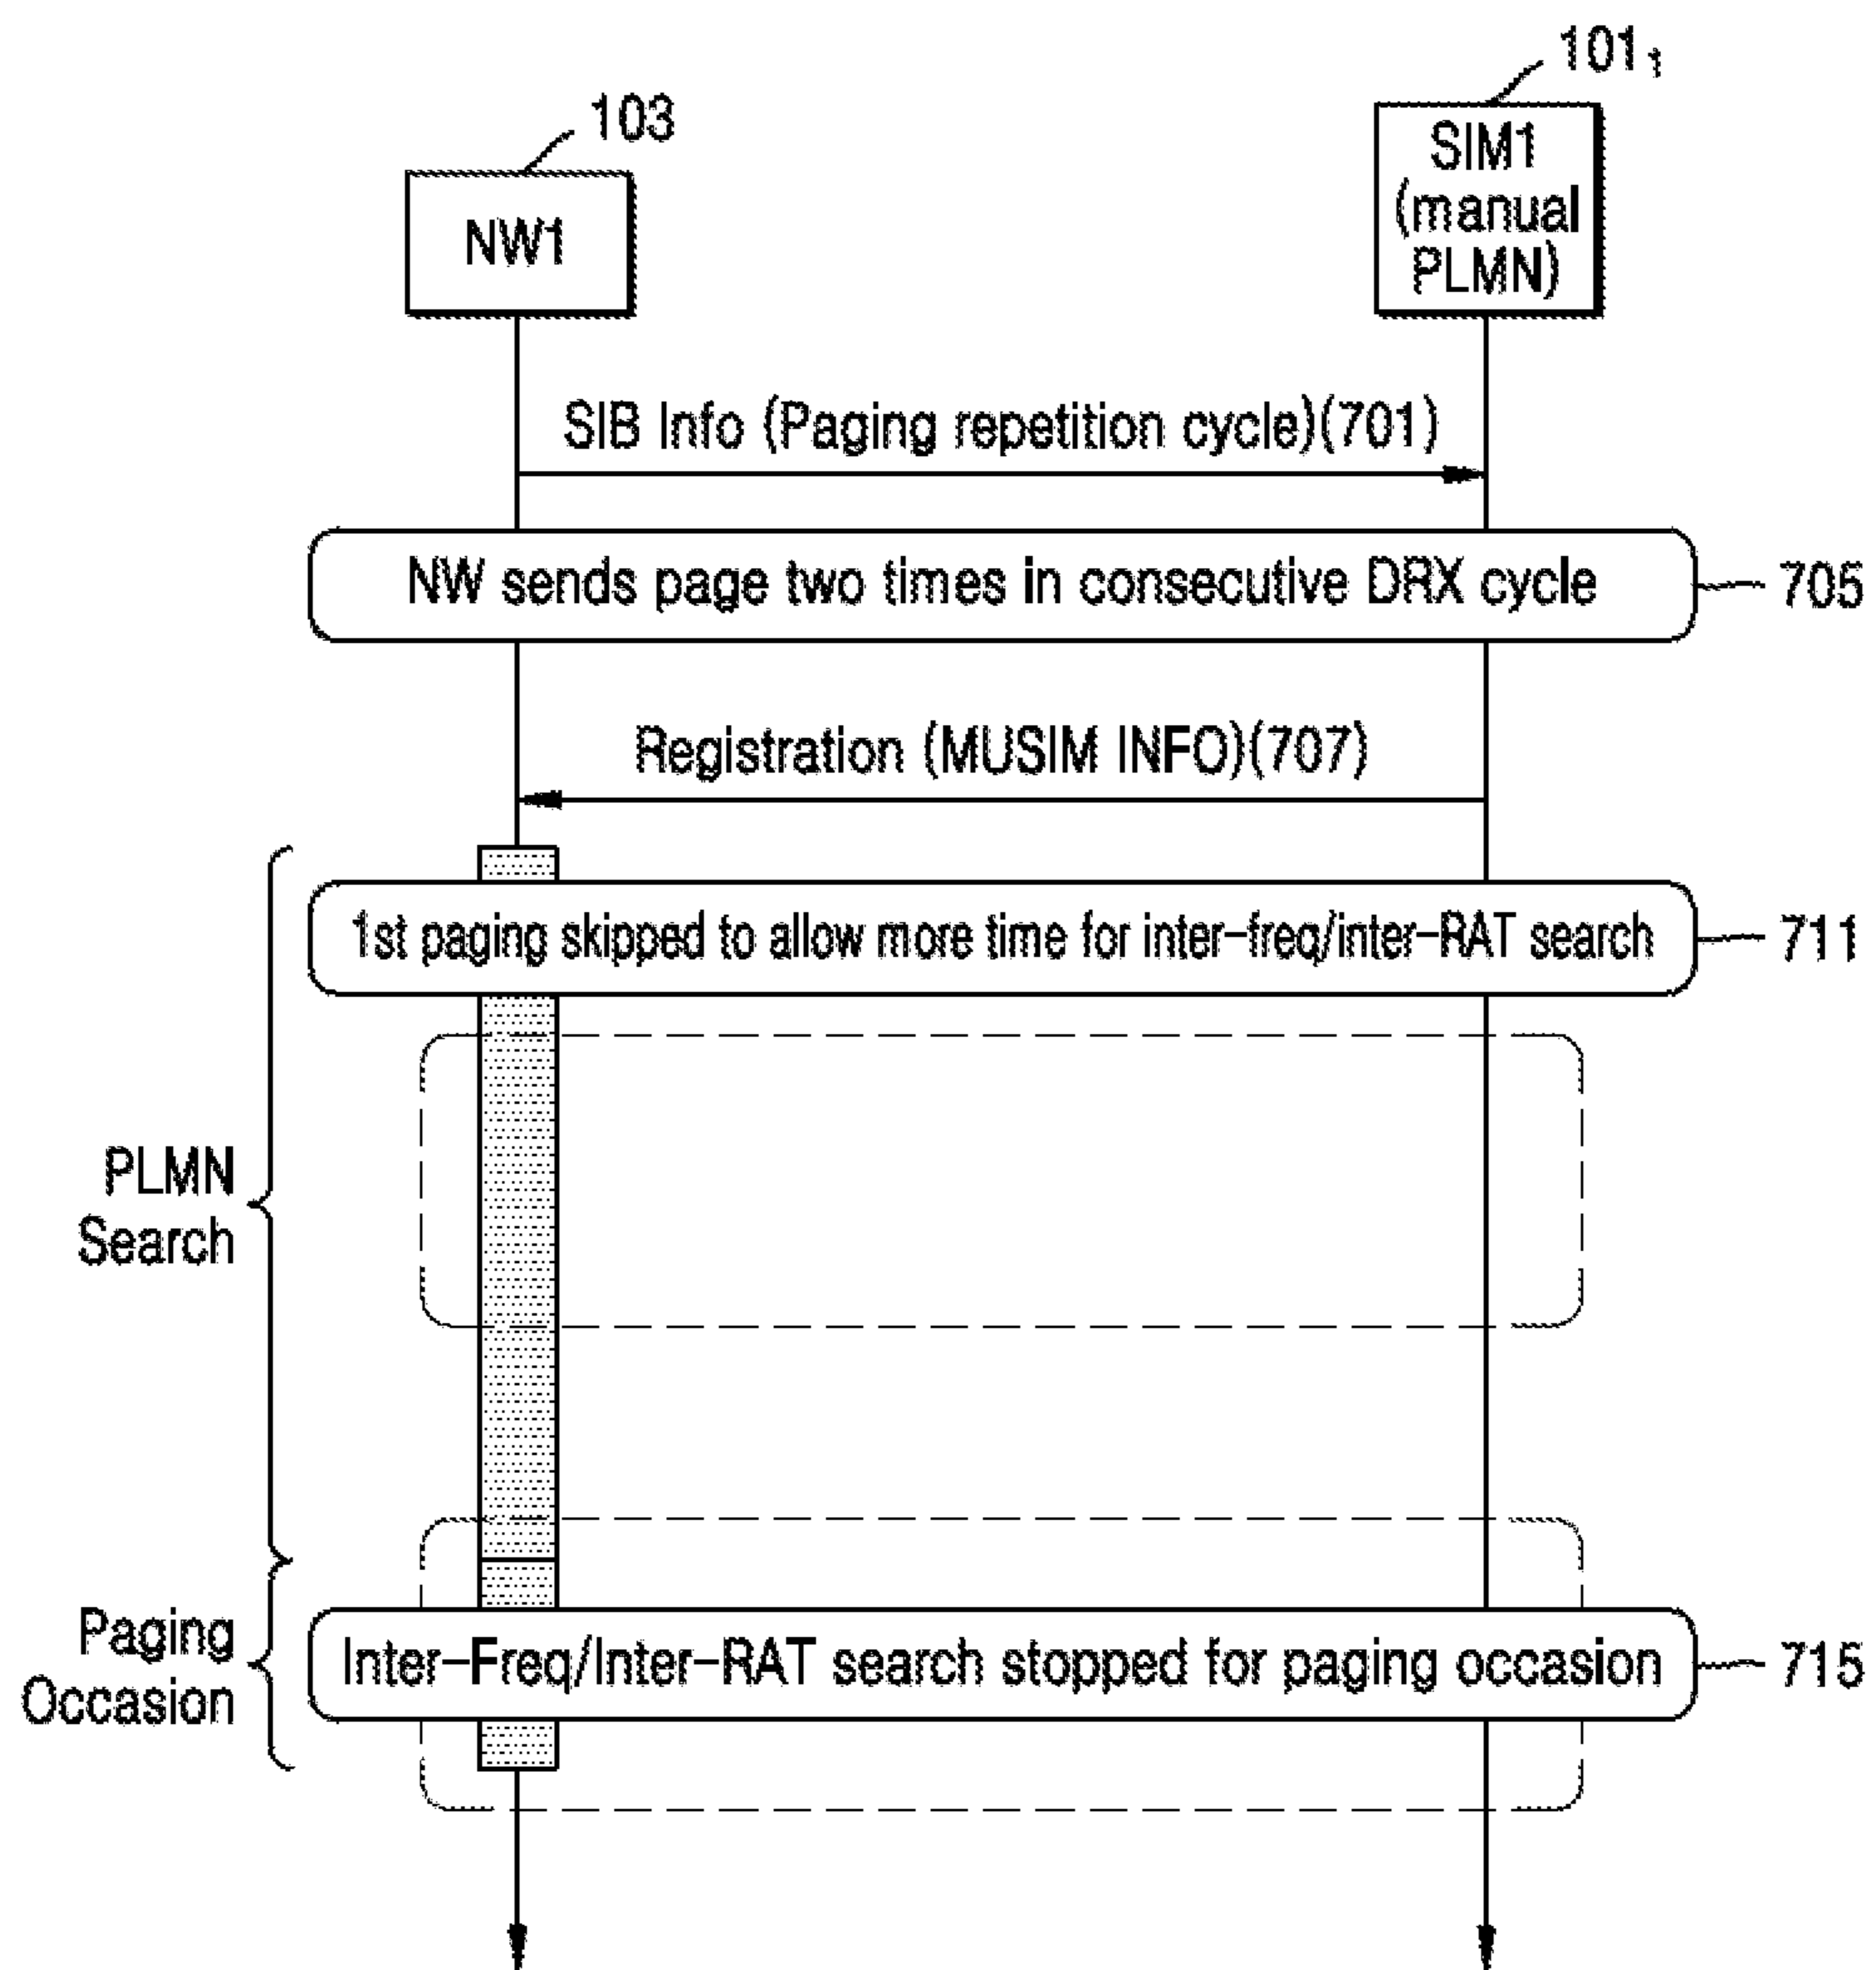 103
NW1
101₁
SIM1
(manual
PLMN)
SIB Info (Paging repetition cycle)(701)
NW sends page two times in consecutive DRX cycle
705
Registration (MUSIM INFO)(707)
1st paging skipped to allow more time for inter-freq/inter-RAT search
711
PLMN
Search
Paging
Occasion
Inter-Freq/Inter-RAT search stopped for paging occasion
715